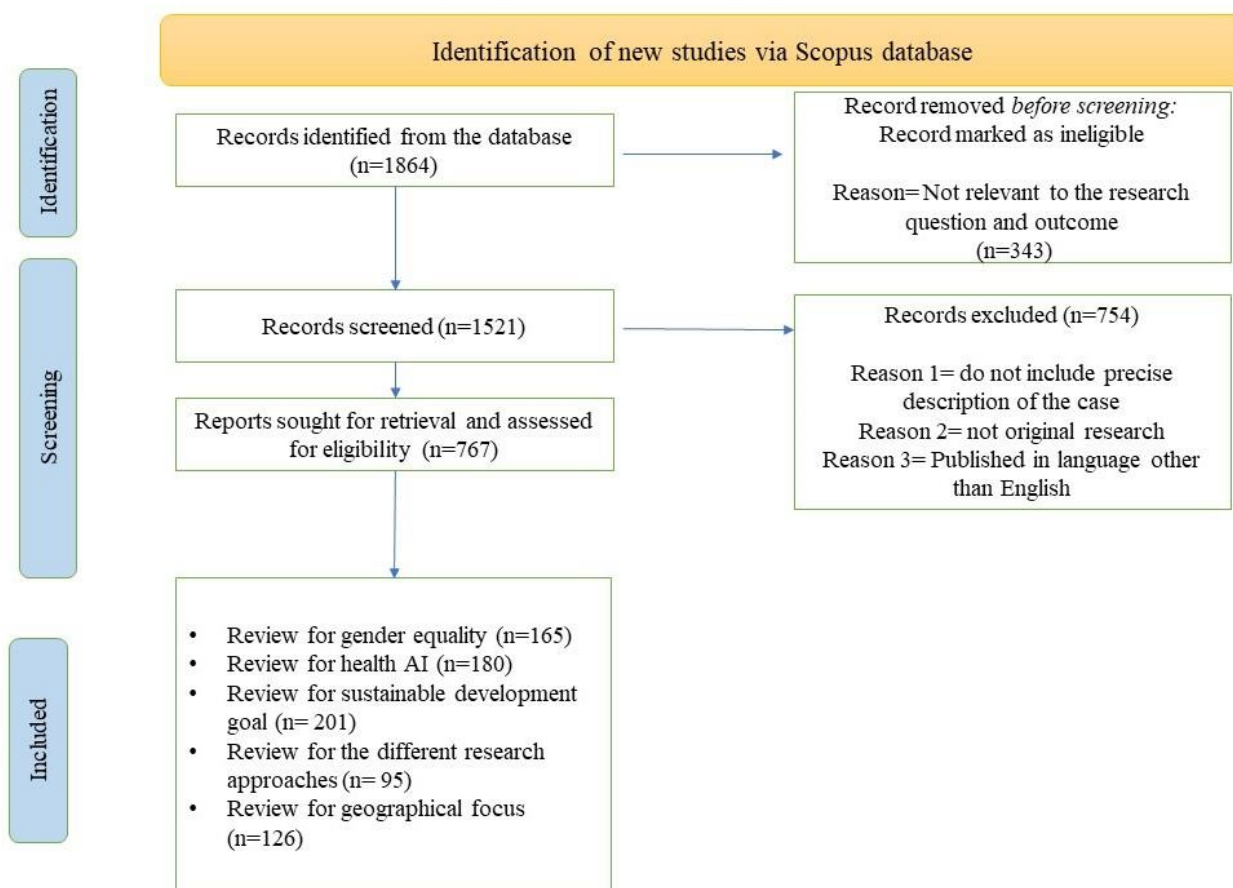 Identification of new studies via Scopus database
Identification
Records identified from the database
(n=1864)
Record removed before screening:
Record marked as ineligible
Reason= Not relevant to the research
question and outcome
(n=343)
Screening
Records screened (n=1521)
Records excluded (n=754)
Reason 1= do not include precise
description of the case
Reason 2= not original research
Reason 3= Published in language other
than English
Reports sought for retrieval and assessed
for eligibility (n=767)
Included
• Review for gender equality (n=165)
• Review for health AI (n=180)
• Review for sustainable development
goal (n= 201)
• Review for the different research
approaches (n= 95)
• Review for geographical focus
(n=126)